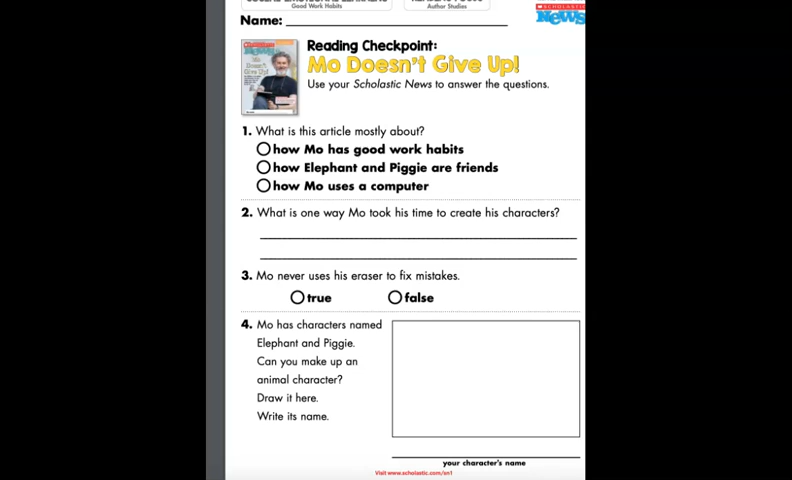 Good Work Habits
Author Studies
Name:
SCHOLASTIC
News
Reading Checkpoint:
Mo Doesn't Give Up!
Use your Scholastic News to answer the questions.
1. What is this article mostly about?
how Mo has good work habits
how Elephant and Piggie are friends
how Mo uses a computer
2. What is one way Mo took his time to create his characters?
3. Mo never uses his eraser to fix mistakes.
true
false
4. Mo has characters named
Elephant and Piggie.
Can you make up an
animal character?
Draw it here.
Write its name.
your character's name
Visit www.scholastic.com/sn1